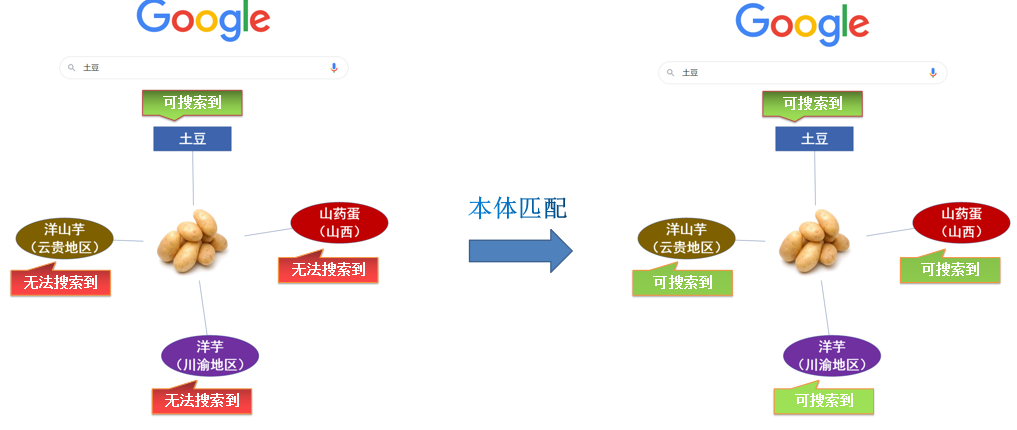 Google
土豆
可搜索到
土豆
洋山芋
（云贵地区）
无法搜索到
山药蛋
（山西）
无法搜索到
洋芋
（川渝地区）
无法搜索到
本体匹配
Google
土豆
可搜索到
土豆
洋山芋
（云贵地区）
可搜索到
山药蛋
（山西）
可搜索到
洋芋
（川渝地区）
可搜索到